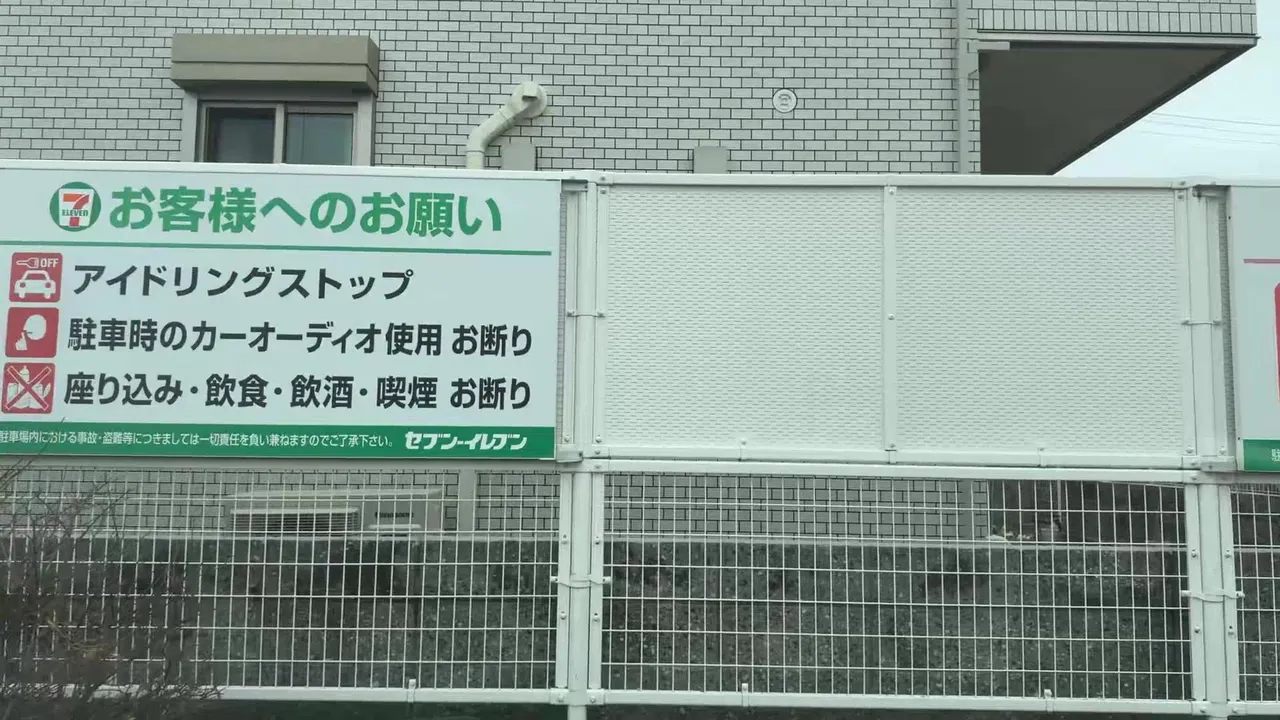 7
ELEVEN
お客様へのお願い
OFF
アイドリングストップ
駐車時のカーオーディオ使用 お断り
座り込み・飲食・飲酒・喫煙 お断り
駐車場内における事故・盗難等につきましては一切責任を負い兼ねますのでご了承下さい。 セブン-イレブン